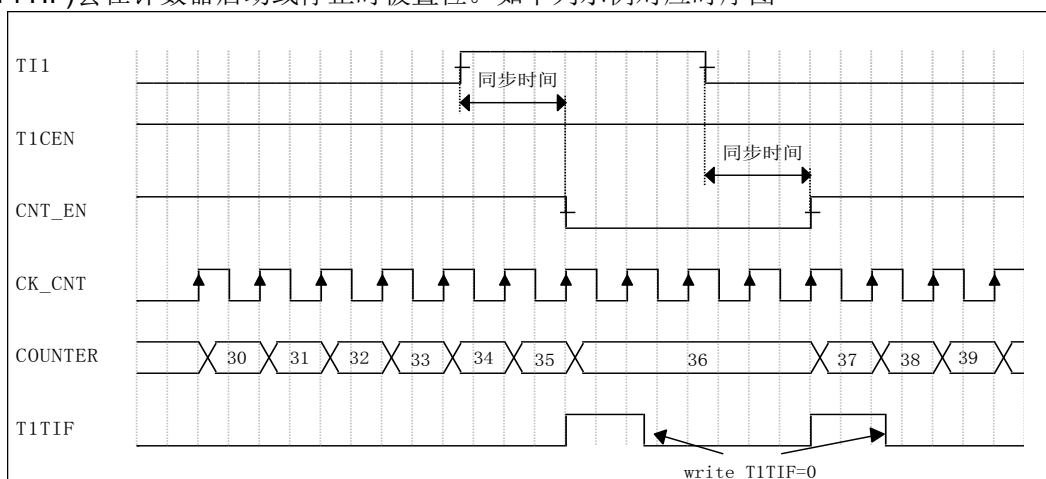 TI1
同步时间
T1CEN
同步时间
CNT_EN
CK_CNT
COUNTER 30 31 32 33 34 35 36 37 38 39
T1TIF
write T1TIF=0